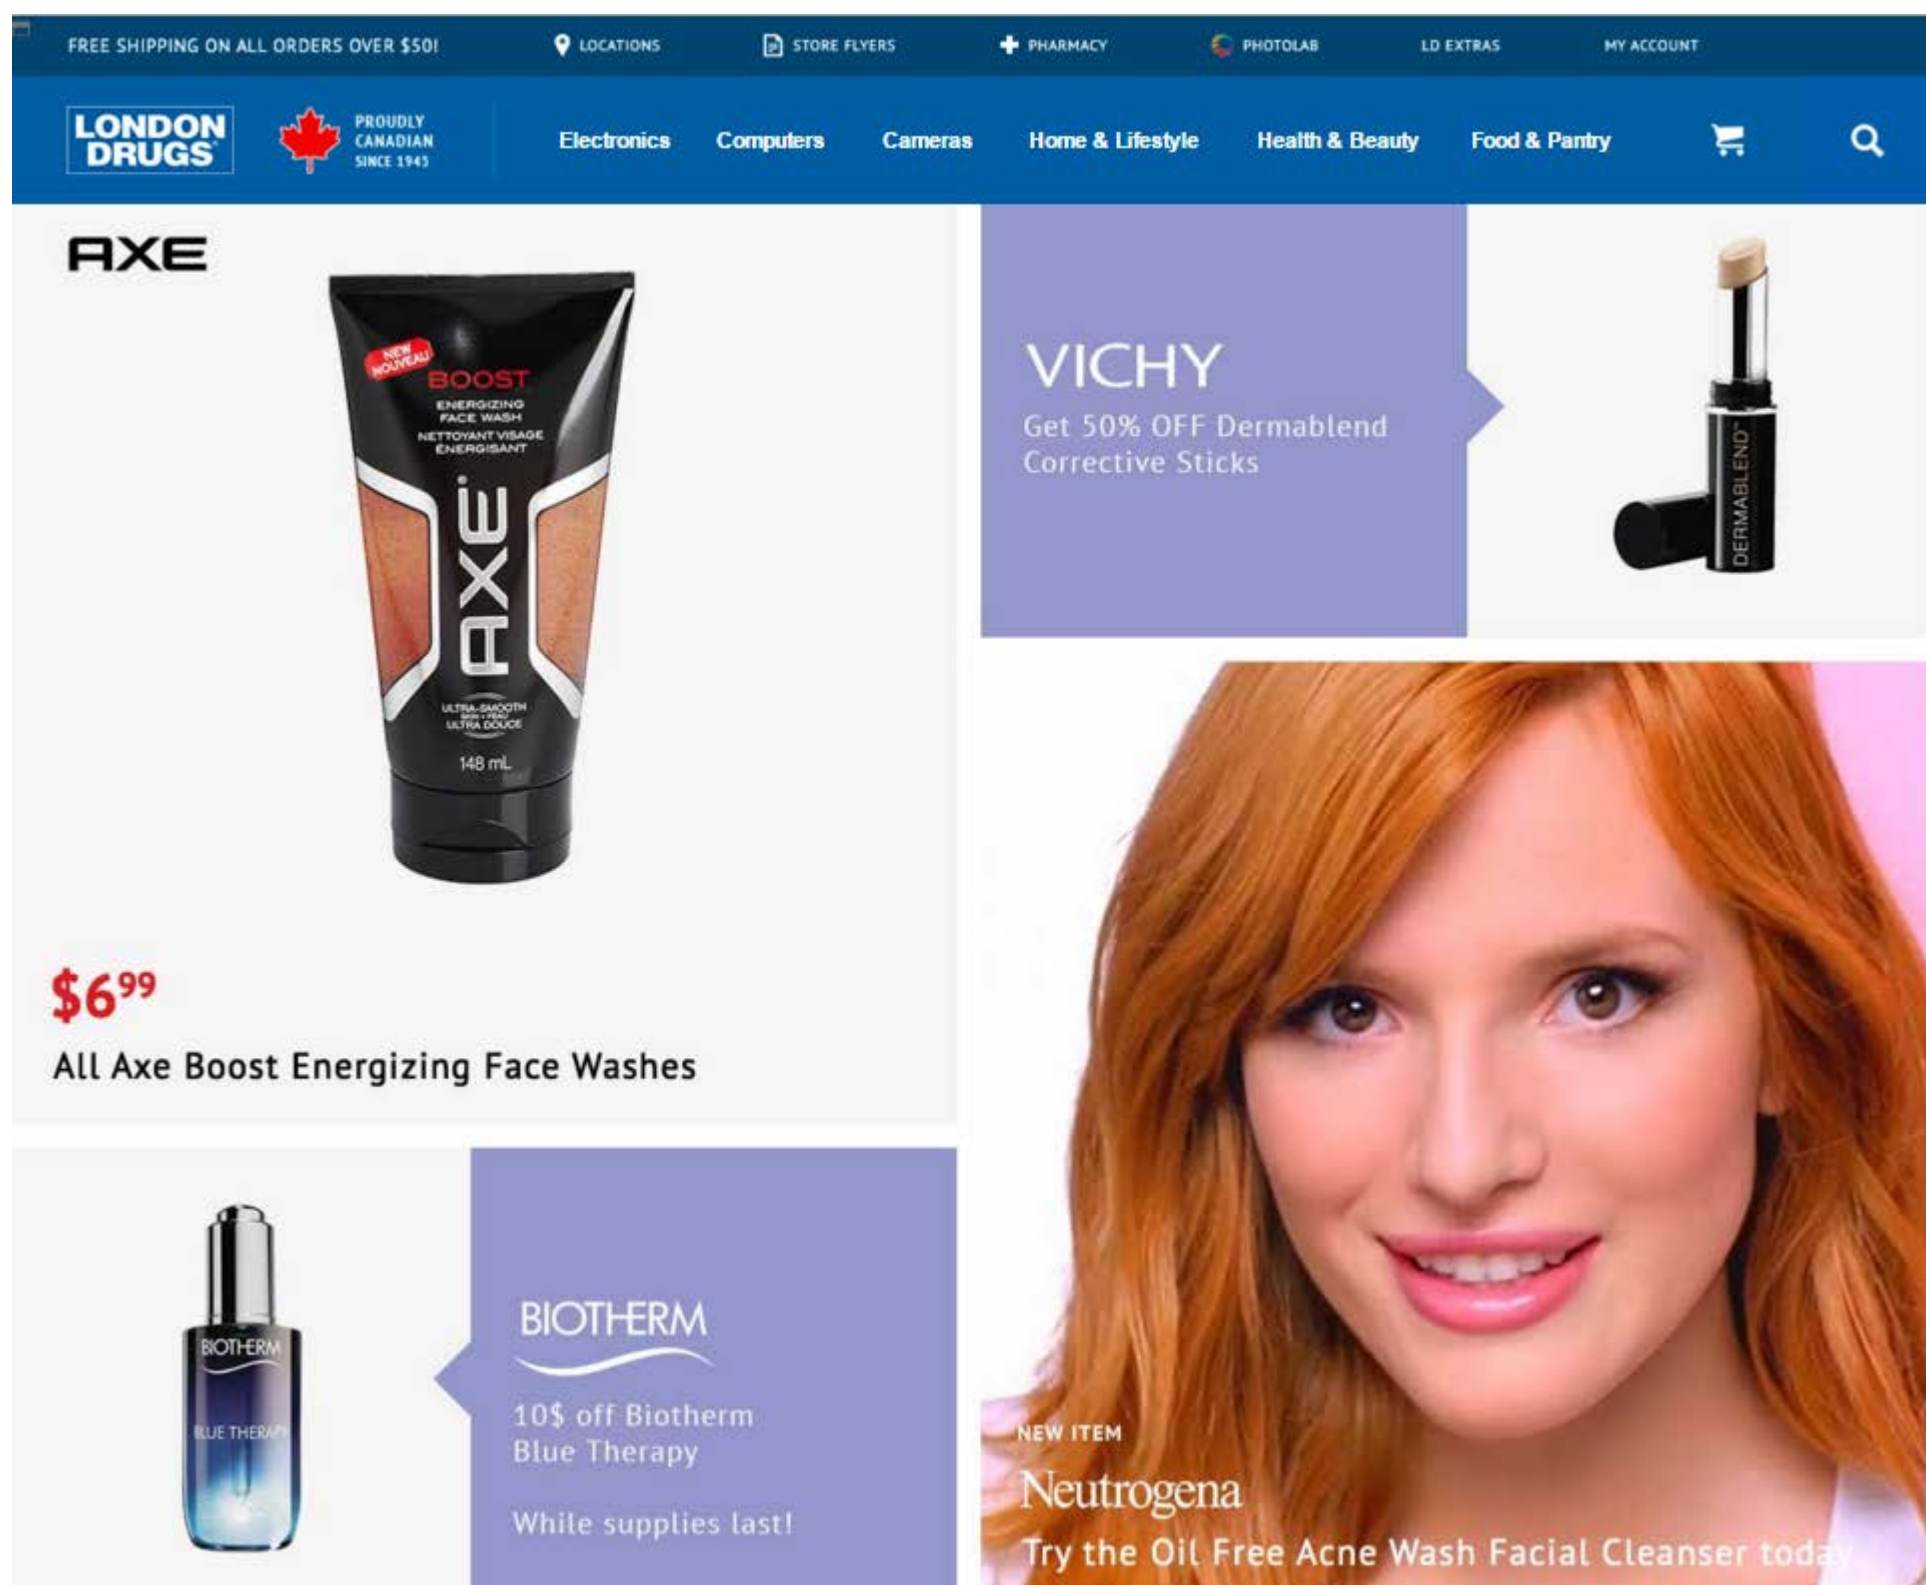 FREE SHIPPING ON ALL ORDERS OVER $50!
LOCATIONS
STORE FLYERS
PHARMACY
PHOTOLAB
LD EXTRAS
MY ACCOUNT
LONDON
DRUGS
PROUDLY
CANADIAN
SINCE 1945
Electronics
Computers
Cameras
Home & Lifestyle
Health & Beauty
Food & Pantry
AXE
NEW
NOUVEAU
BOOST
ENERGIZING
FACE WASH
NETTOYANT VISAGE
ÉNERGISANT
AXE
ULTRA-SMOOTH
SKIN • PEAU
ULTRA DOUCE
148 mL
$6⁹⁹
All Axe Boost Energizing Face Washes
VICHY
Get 50% OFF Dermablend
Corrective Sticks
DERMABLEND™
BIOTHERM
BLUE THERAPY
BIOTHERM
10$ off Biotherm
Blue Therapy
While supplies last!
NEW ITEM
Neutrogena
Try the Oil Free Acne Wash Facial Cleanser today